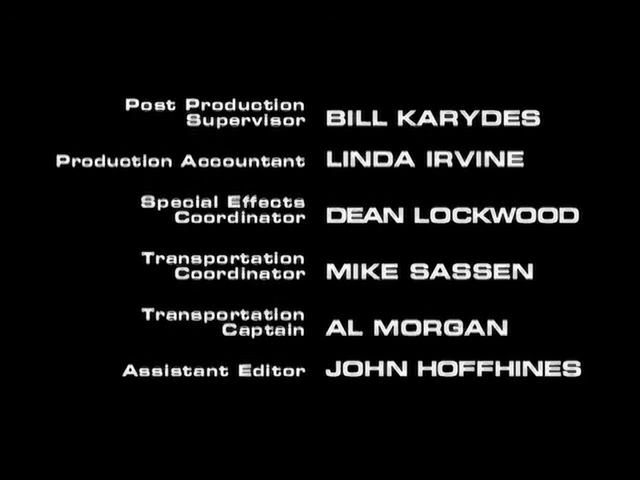 Post Production
Supervisor BILL KARYDES
Production Accountant LINDA IRVINE
Special Effects
Coordinator DEAN LOCKWOOD
Transportation
Coordinator MIKE SASSEN
Transportation
Captain AL MORGAN
Assistant Editor JOHN HOFFHINES